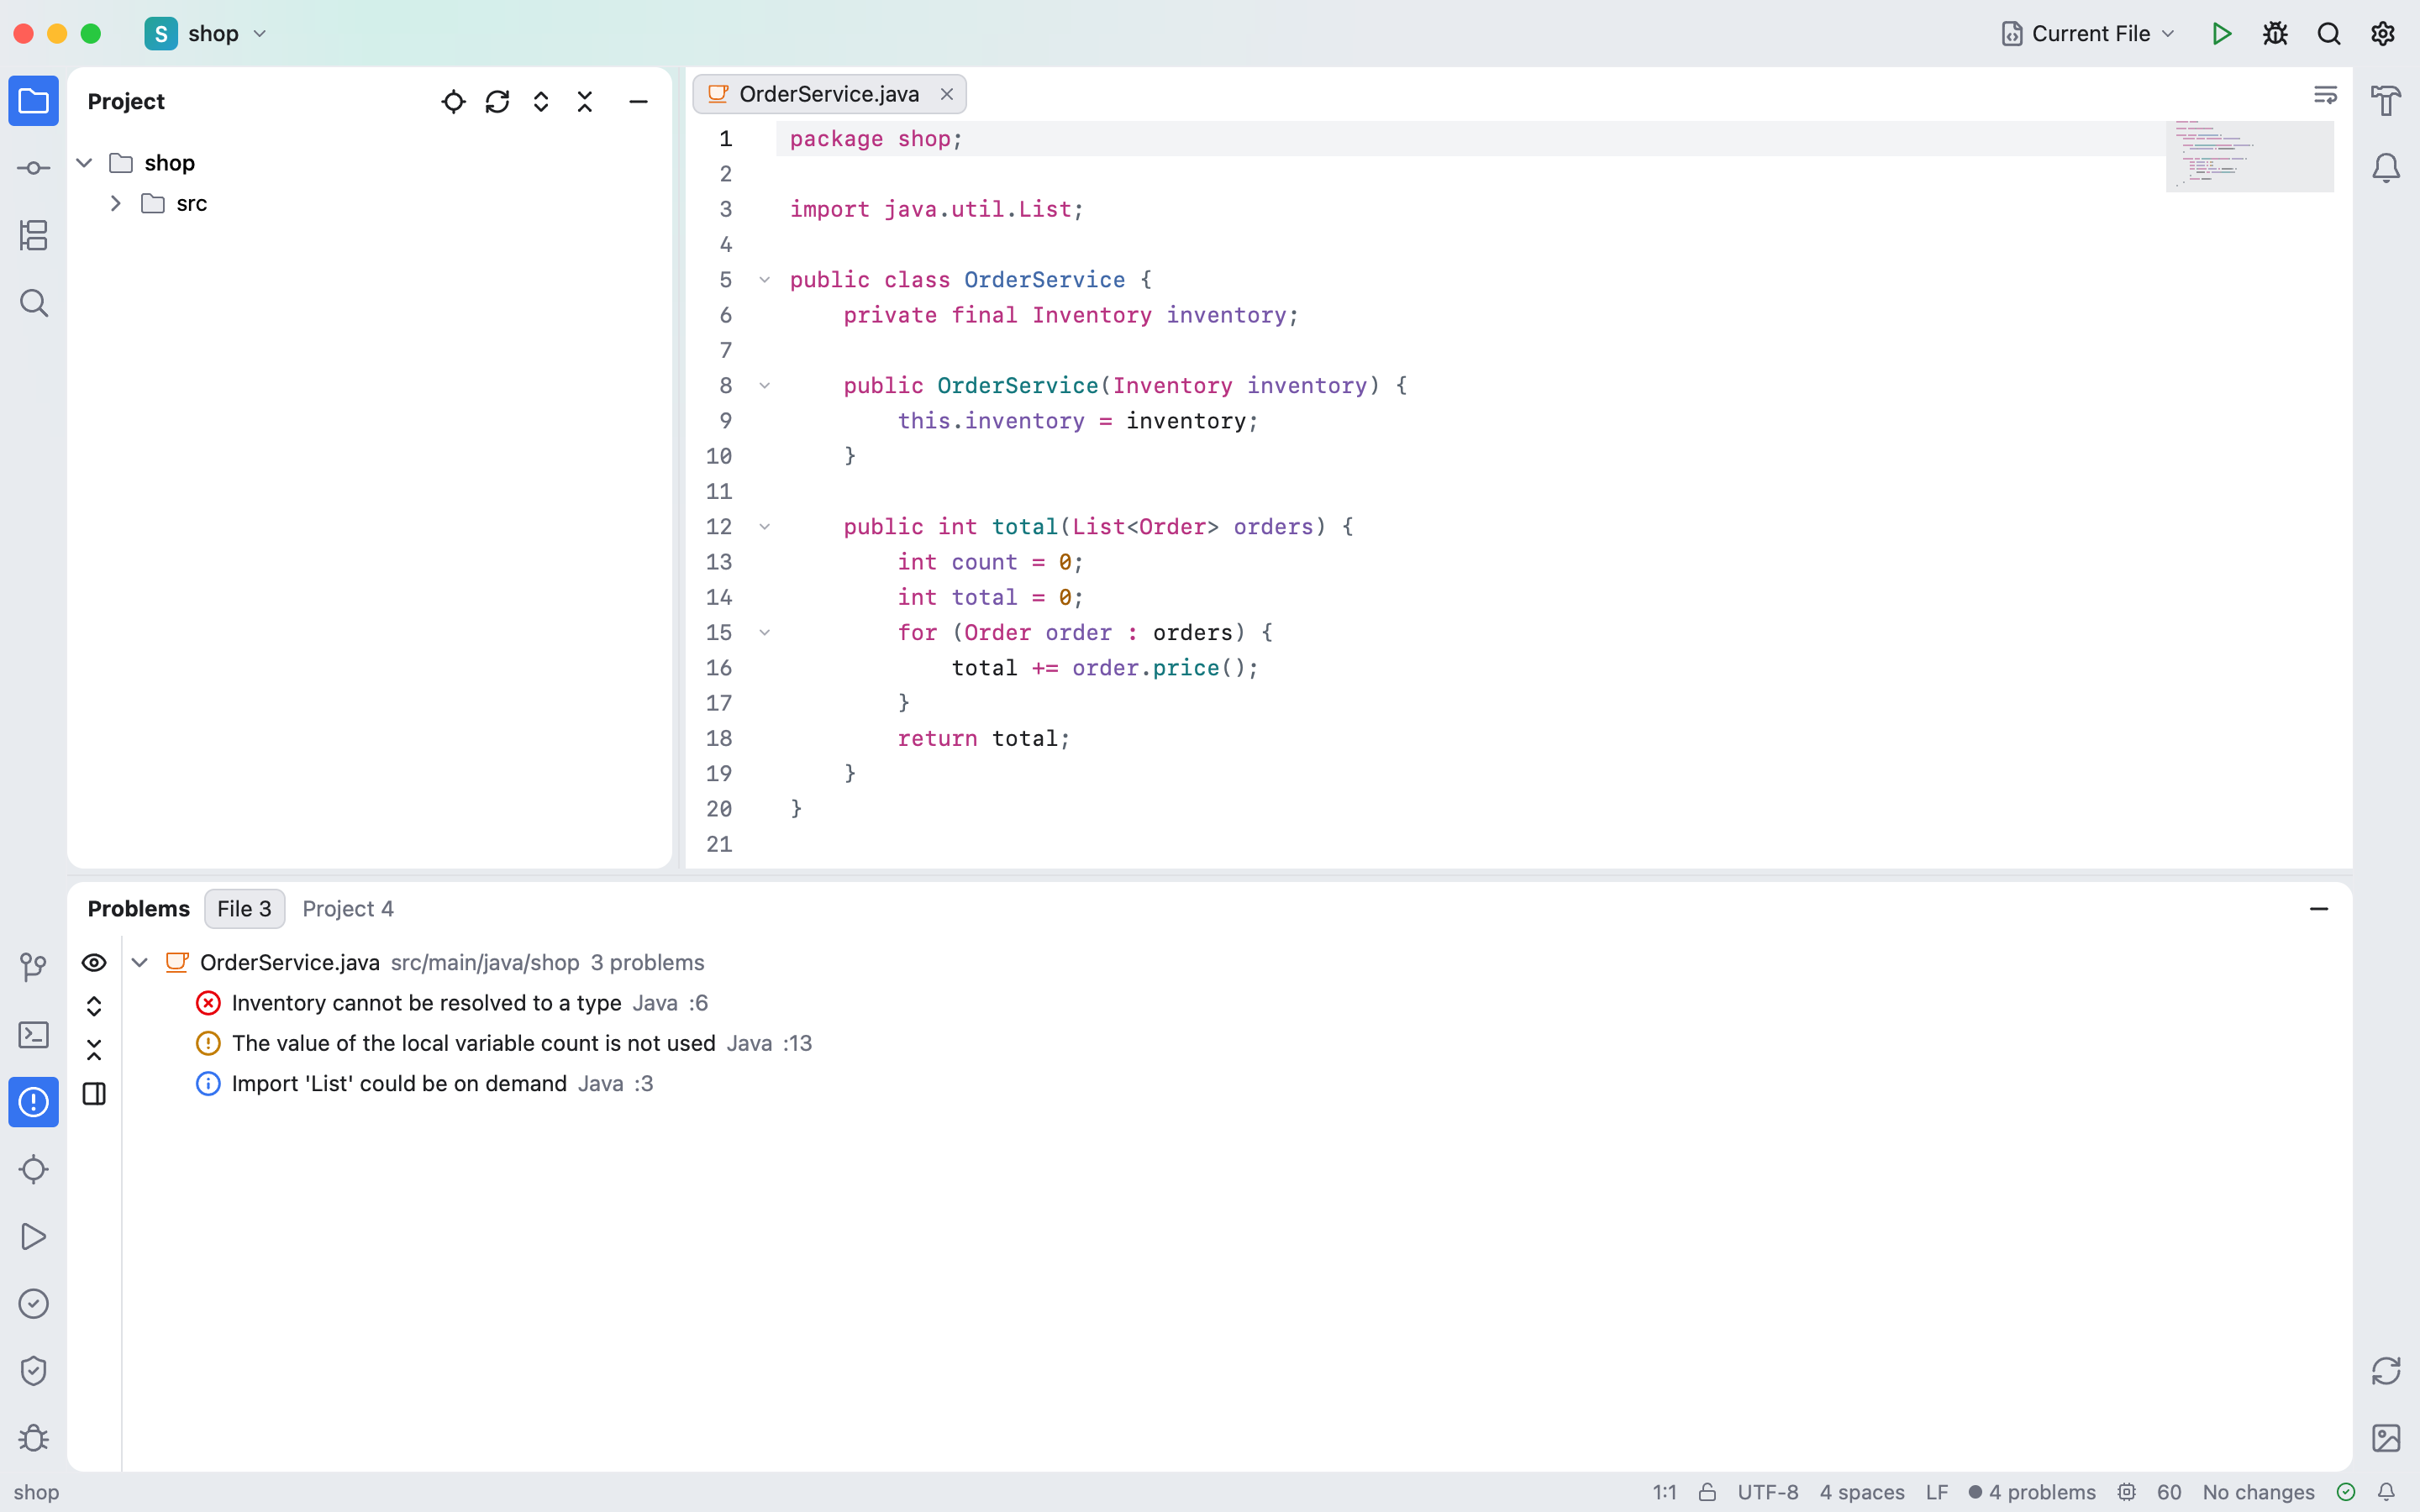 S shop
Current File
Project
shop
src
OrderService.java
1 package shop;
2
3 import java.util.List;
4
5 public class OrderService {
6 private final Inventory inventory;
7
8 public OrderService(Inventory inventory) {
9 this.inventory = inventory;
10 }
11
12 public int total(List<Order> orders) {
13 int count = 0;
14 int total = 0;
15 for (Order order : orders) {
16 total += order.price();
17 }
18 return total;
19 }
20 }
21
Problems File 3 Project 4
OrderService.java src/main/java/shop 3 problems
Inventory cannot be resolved to a type Java :6
The value of the local variable count is not used Java :13
Import 'List' could be on demand Java :3
shop 1:1 UTF-8 4 spaces LF 4 problems 60 No changes